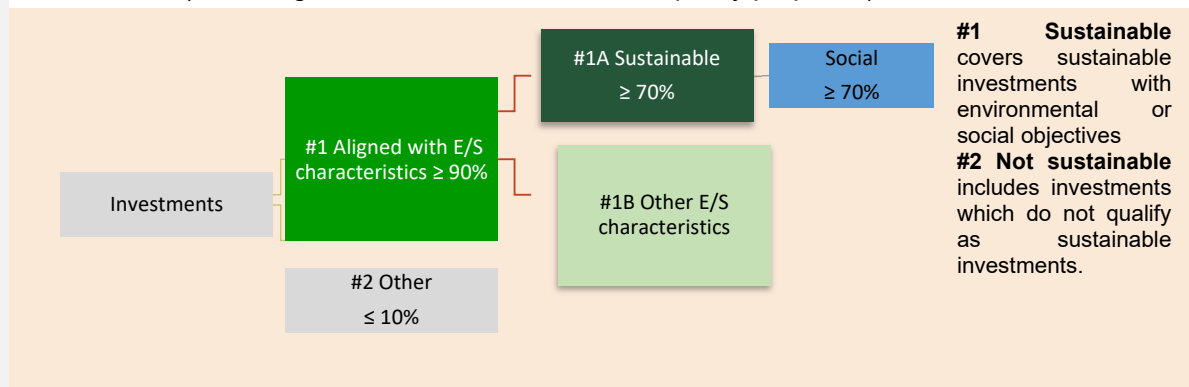 #1A Sustainable
≥ 70%
Social
≥ 70%
#1 Aligned with E/S
characteristics ≥ 90%
Investments
#1B Other E/S
characteristics
#2 Other
≤ 10%
#1 Sustainable
covers sustainable
investments with
environmental or
social objectives
#2 Not sustainable
includes investments
which do not qualify
as sustainable
investments.